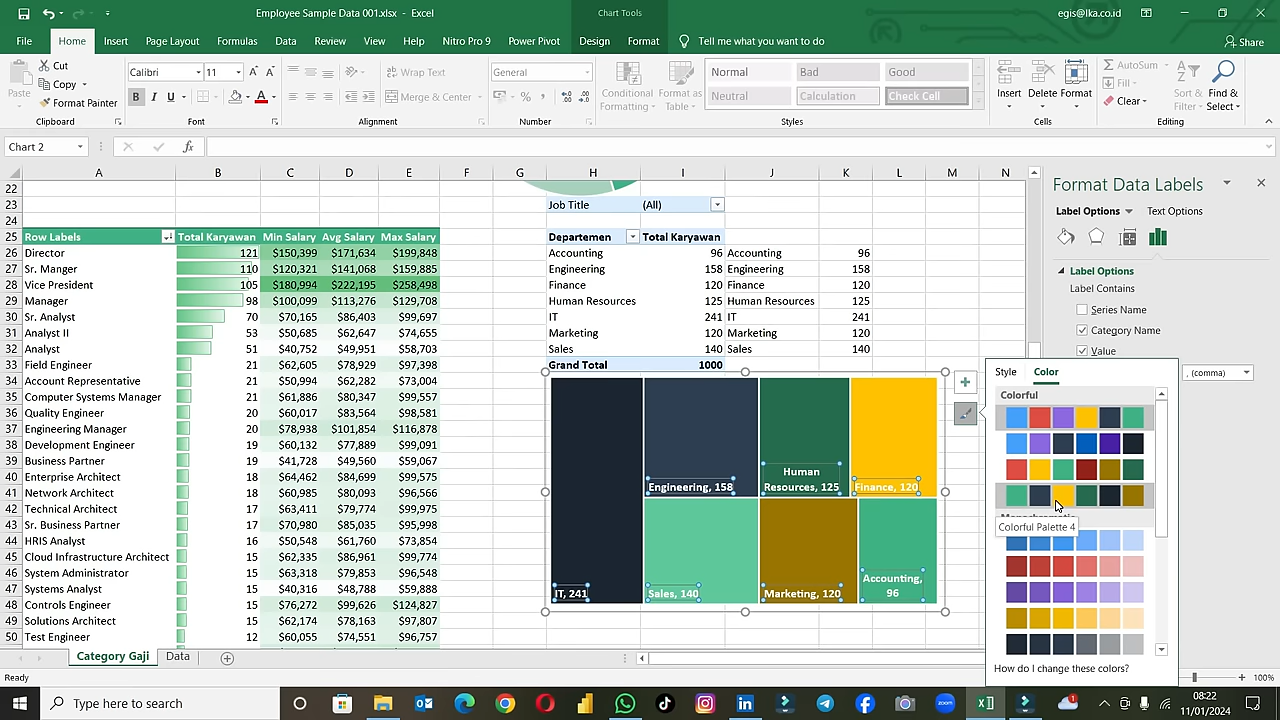 Employee Sample Data 001.xlsx - Excel
Chart Tools
egis@lka.co.id
File Home Insert Page Layout Formulas Data Review View Help Nitro Pro 9 Power Pivot Design Format Tell me what you want to do Share
Paste Cut Copy Format Painter Clipboard
Calibri 11 B I U Font
Wrap Text Merge & Center Alignment
General % , Number
Conditional Formatting Format as Table Normal Bad Good Neutral Calculation Check Cell Styles
Insert Delete Format Cells
AutoSum Fill Clear Sort & Filter Find & Select Editing
Chart 2 fx
A B C D E F G H I J K L M N
22
23 Job Title (All)
24
25 Row Labels Total Karyawan Min Salary Avg Salary Max Salary Departemen Total Karyawan
26 Director 121 $150,399 $171,634 $199,848 Accounting 96 Accounting 96
27 Sr. Manger 110 $120,321 $141,068 $159,885 Engineering 158 Engineering 158
28 Vice President 105 $180,994 $222,195 $258,498 Finance 120 Finance 120
29 Manager 98 $100,099 $113,276 $129,708 Human Resources 125 Human Resources 125
30 Sr. Analyst 70 $70,165 $86,403 $99,697 IT 241 IT 241
31 Analyst II 53 $50,685 $62,647 $74,655 Marketing 120 Marketing 120
32 Analyst 51 $40,752 $49,951 $58,703 Sales 140 Sales 140
33 Field Engineer 21 $62,605 $78,929 $97,398 Grand Total 1000
34 Account Representative 21 $50,994 $62,282 $73,004
35 Computer Systems Manager 21 $61,886 $80,347 $99,557
36 Quality Engineer 20 $60,017 $83,564 $98,581
37 Engineering Manager 20 $78,938 $101,854 $116,878
38 Development Engineer 19 $60,132 $77,889 $99,091
39 Business Partner 19 $41,728 $49,560 $59,067
40 Enterprise Architect 18 $64,462 $84,699 $99,575
41 Network Architect 18 $60,985 $80,093 $96,566
42 Technical Architect 17 $63,411 $79,774 $99,717
43 Sr. Business Partner 17 $70,980 $85,035 $95,998
44 HRIS Analyst 16 $50,548 $61,760 $73,854
45 Cloud Infrastructure Architect 15 $62,335 $86,961 $99,774
46 System Administrator 15 $63,318 $79,853 $96,548
47 Systems Analyst 15 $40,316 $48,789 $58,888
48 Controls Engineer 15 $76,272 $99,626 $124,827
49 Solutions Architect 15 $62,174 $78,163 $97,807
50 Test Engineer 12 $60,055 $74,551 $96,757
Engineering, 158
Human
Resources, 125
Finance, 120
IT, 241
Sales, 140
Marketing, 120
Accounting,
96
Format Data Labels
Label Options Text Options
Label Options
Label Contains
Series Name
Category Name
Value
, (comma)
Style Color
Colorful
Colorful Palette 4
How do I change these colors?
Category Gaji Data
Ready
100%
Type here to search
08:22
11/01/2024